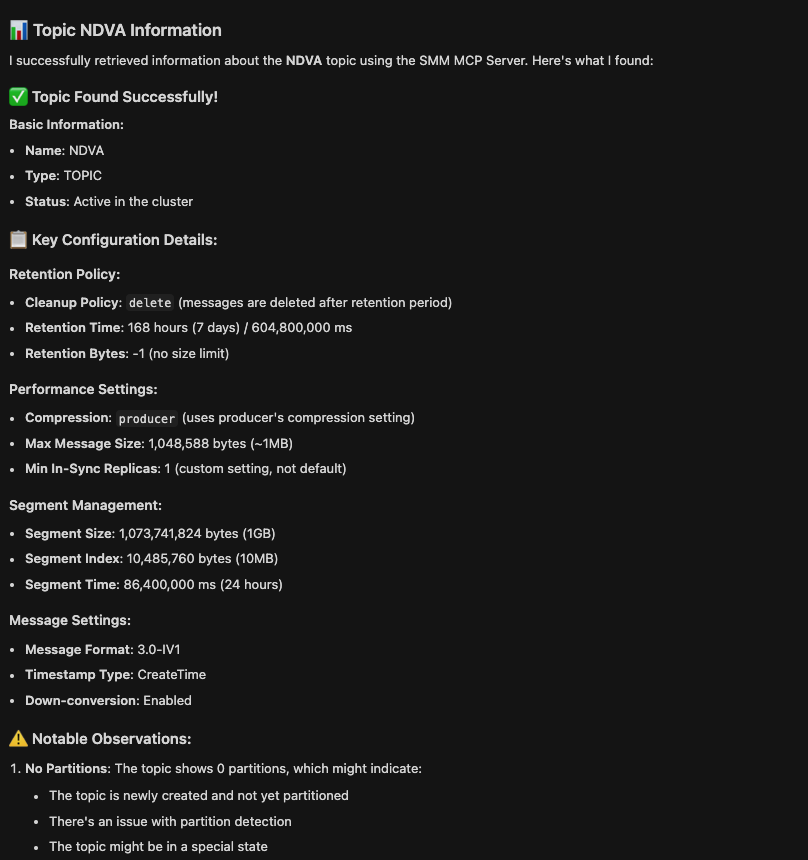 📊 Topic NDVA Information
I successfully retrieved information about the NDVA topic using the SMM MCP Server. Here's what I found:
✅ Topic Found Successfully!
Basic Information:
• Name: NDVA
• Type: TOPIC
• Status: Active in the cluster
📋 Key Configuration Details:
Retention Policy:
• Cleanup Policy: delete (messages are deleted after retention period)
• Retention Time: 168 hours (7 days) / 604,800,000 ms
• Retention Bytes: -1 (no size limit)
Performance Settings:
• Compression: producer (uses producer's compression setting)
• Max Message Size: 1,048,588 bytes (~1MB)
• Min In-Sync Replicas: 1 (custom setting, not default)
Segment Management:
• Segment Size: 1,073,741,824 bytes (1GB)
• Segment Index: 10,485,760 bytes (10MB)
• Segment Time: 86,400,000 ms (24 hours)
Message Settings:
• Message Format: 3.0-IV1
• Timestamp Type: CreateTime
• Down-conversion: Enabled
⚠️ Notable Observations:
1. No Partitions: The topic shows 0 partitions, which might indicate:
• The topic is newly created and not yet partitioned
• There's an issue with partition detection
• The topic might be in a special state